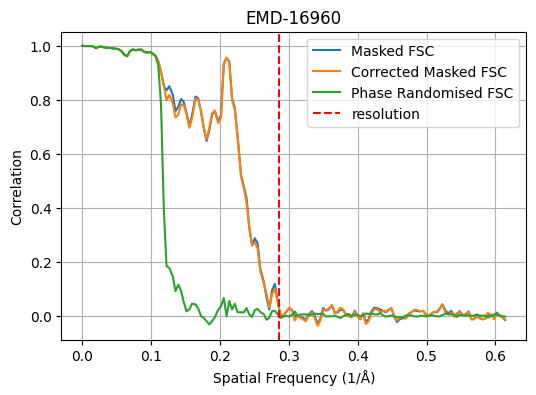 EMD-16960
Masked FSC
Corrected Masked FSC
Phase Randomised FSC
resolution
Correlation
1.0
0.8
0.6
0.4
0.2
0.0
0.0 0.1 0.2 0.3 0.4 0.5 0.6
Spatial Frequency (1/Å)